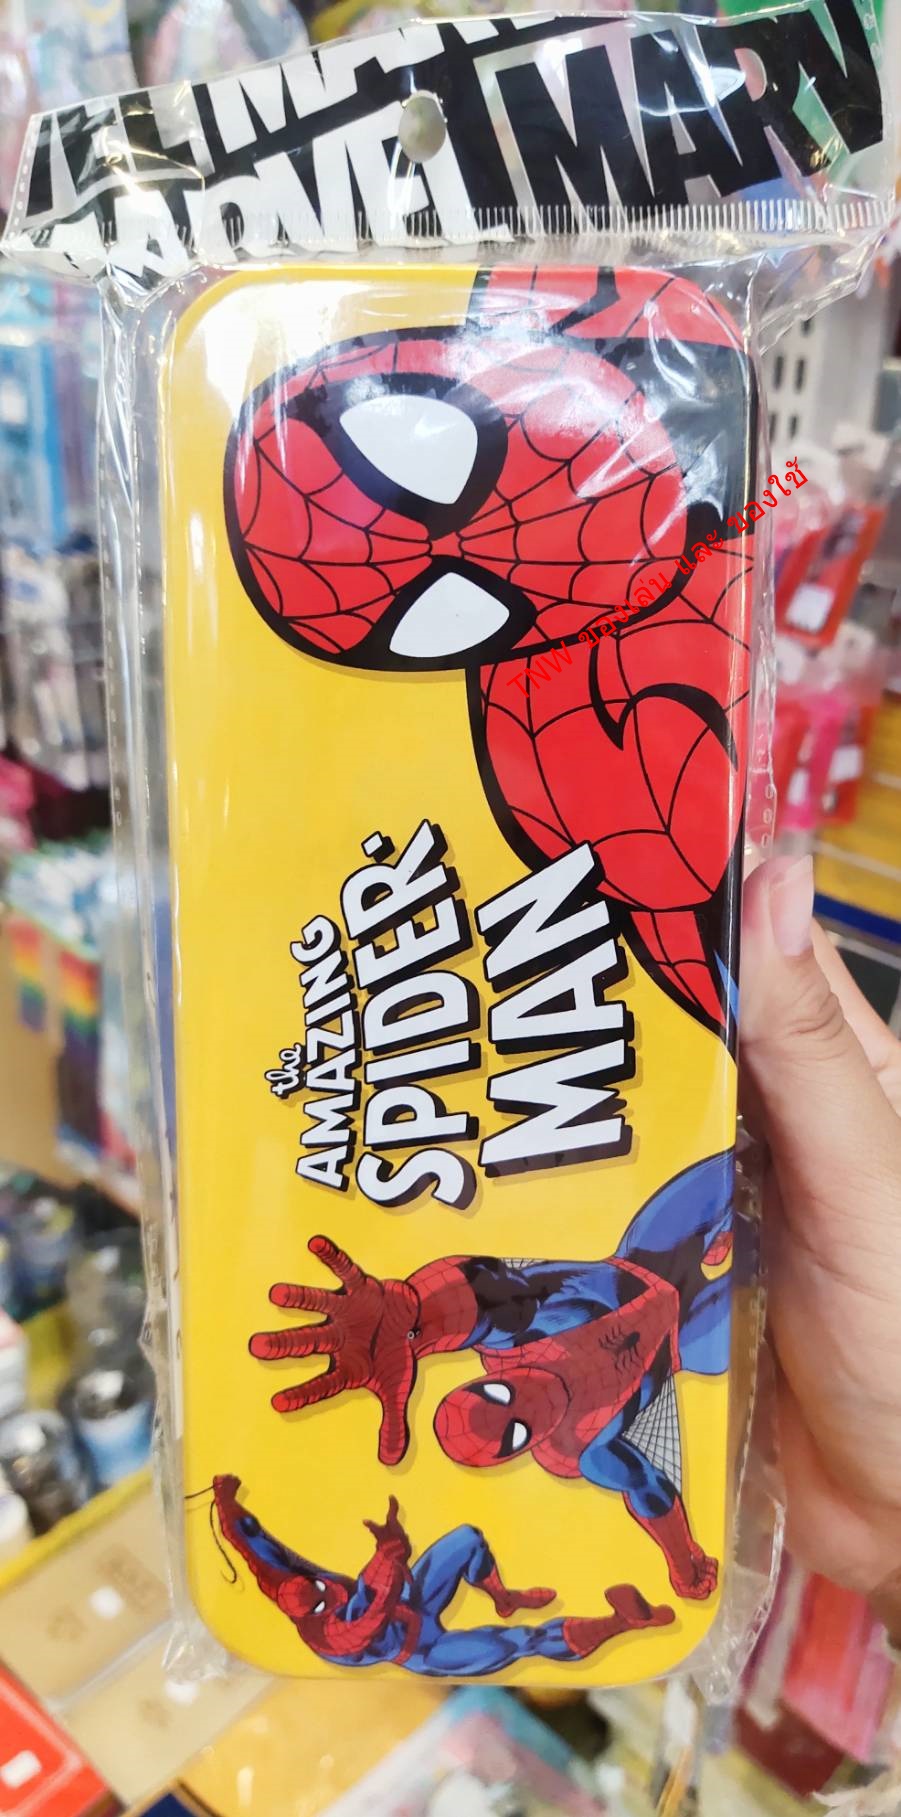 MARVEL MARV
the
AMAZING
SPIDER-
MAN
TNW ของเล่น และ ของใช้